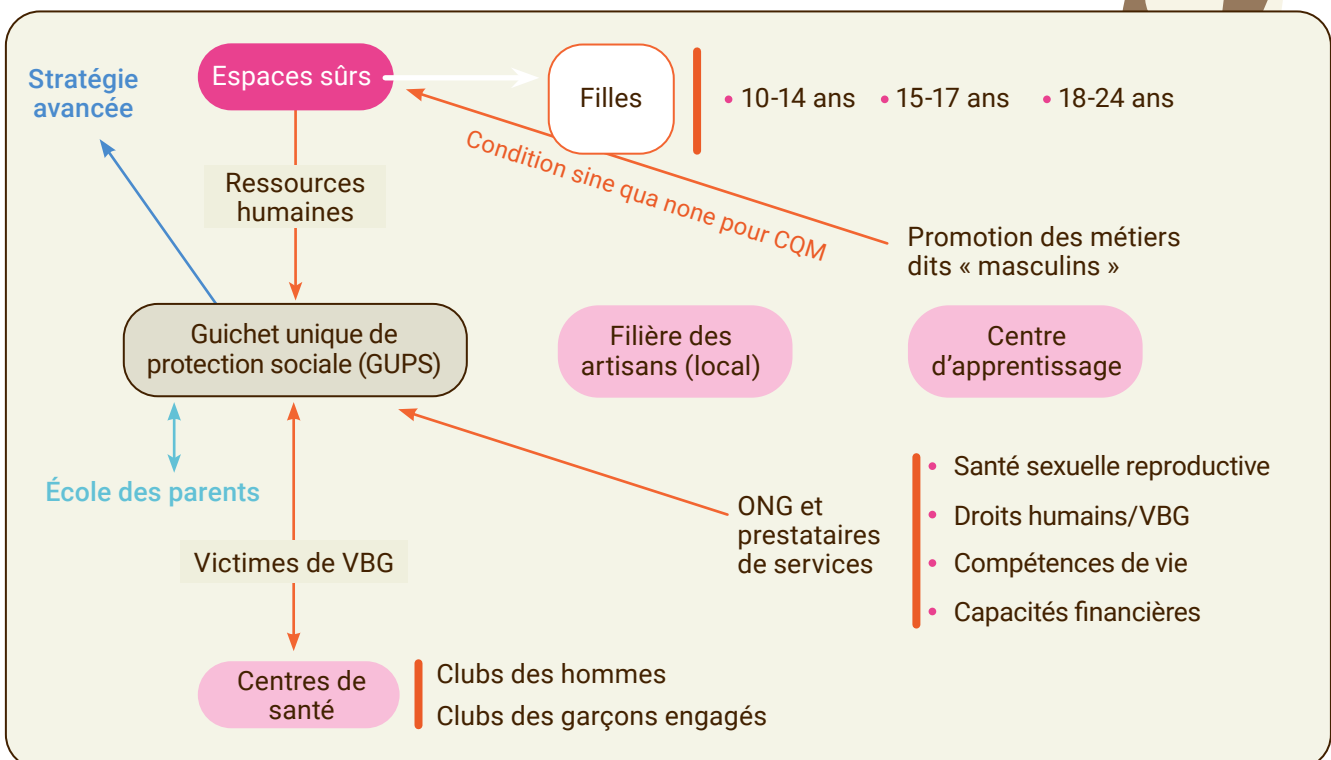 Stratégie
avancée
Espaces sûrs
Filles
• 10-14 ans • 15-17 ans • 18-24 ans
Condition sine qua none pour CQM
Ressources
humaines
Promotion des métiers
dits « masculins »
Guichet unique de
protection sociale (GUPS)
Filière des
artisans (local)
Centre
d'apprentissage
École des parents
ONG et
prestataires
de services
• Santé sexuelle reproductive
• Droits humains/VBG
• Compétences de vie
• Capacités financières
Victimes de VBG
Centres de
santé
Clubs des hommes
Clubs des garçons engagés